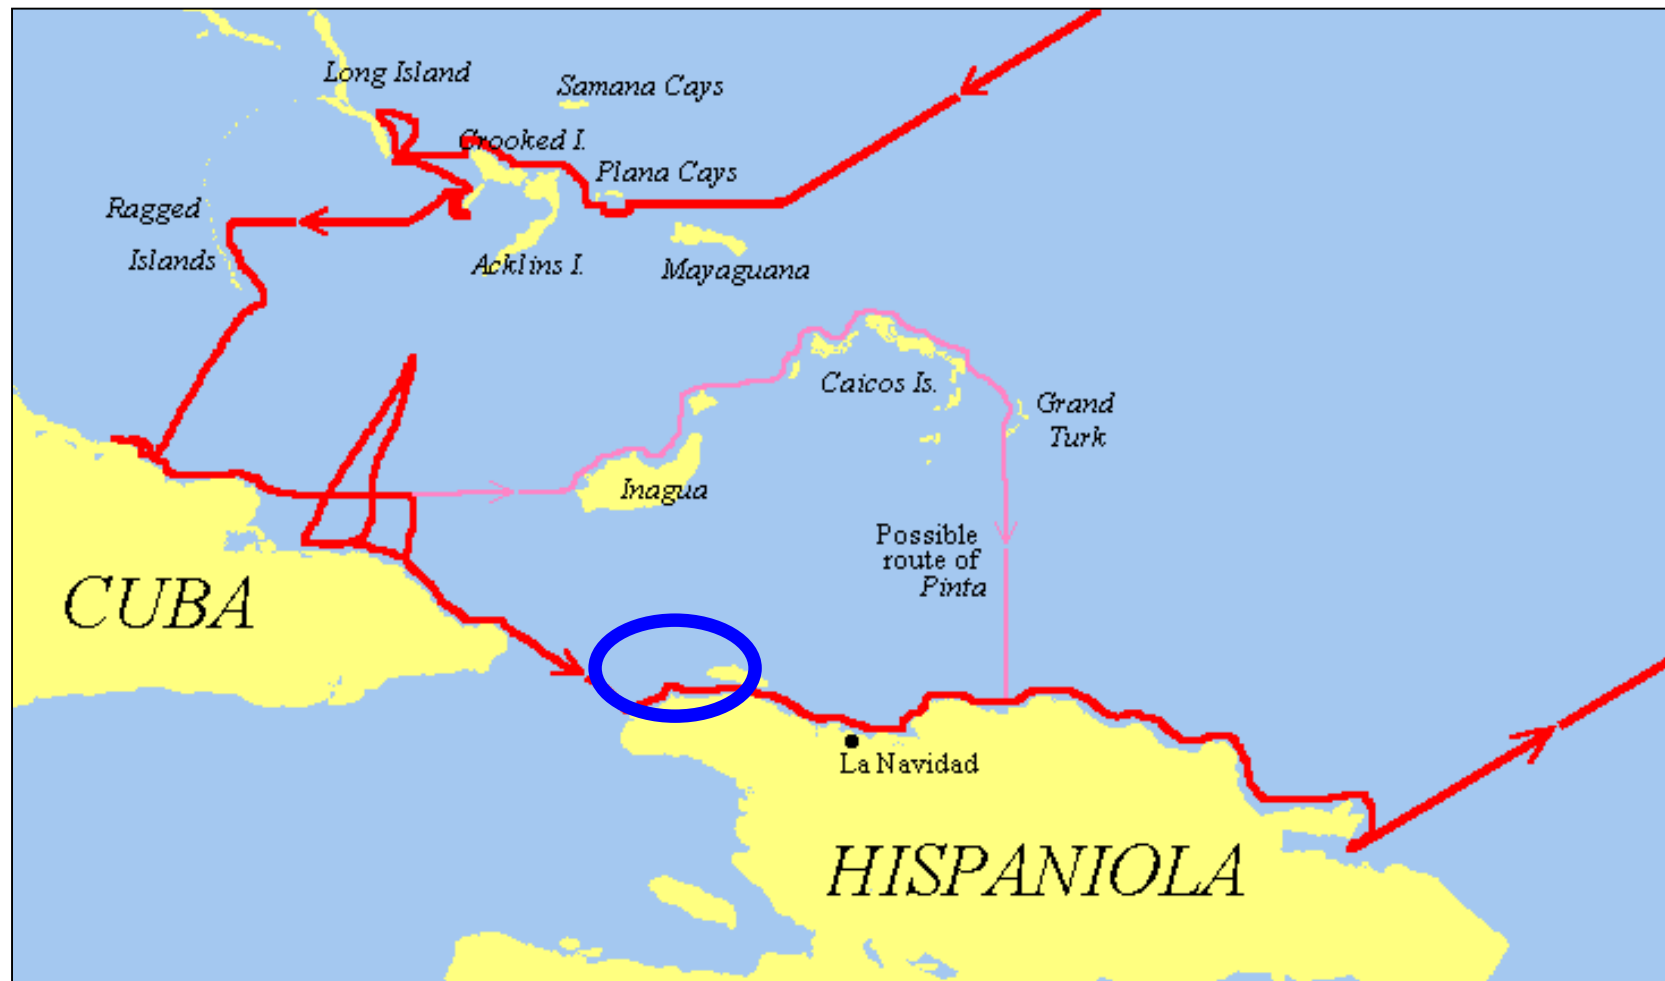 Long Island
Samana Cays
Crooked I.
Plana Cays
Ragged
Islands
Acklins I.
Mayaguana
Caicos Is.
Grand
Turk
Inagua
Possible
route of
Pinta
CUBA
La Navidad
HISPANIOLA